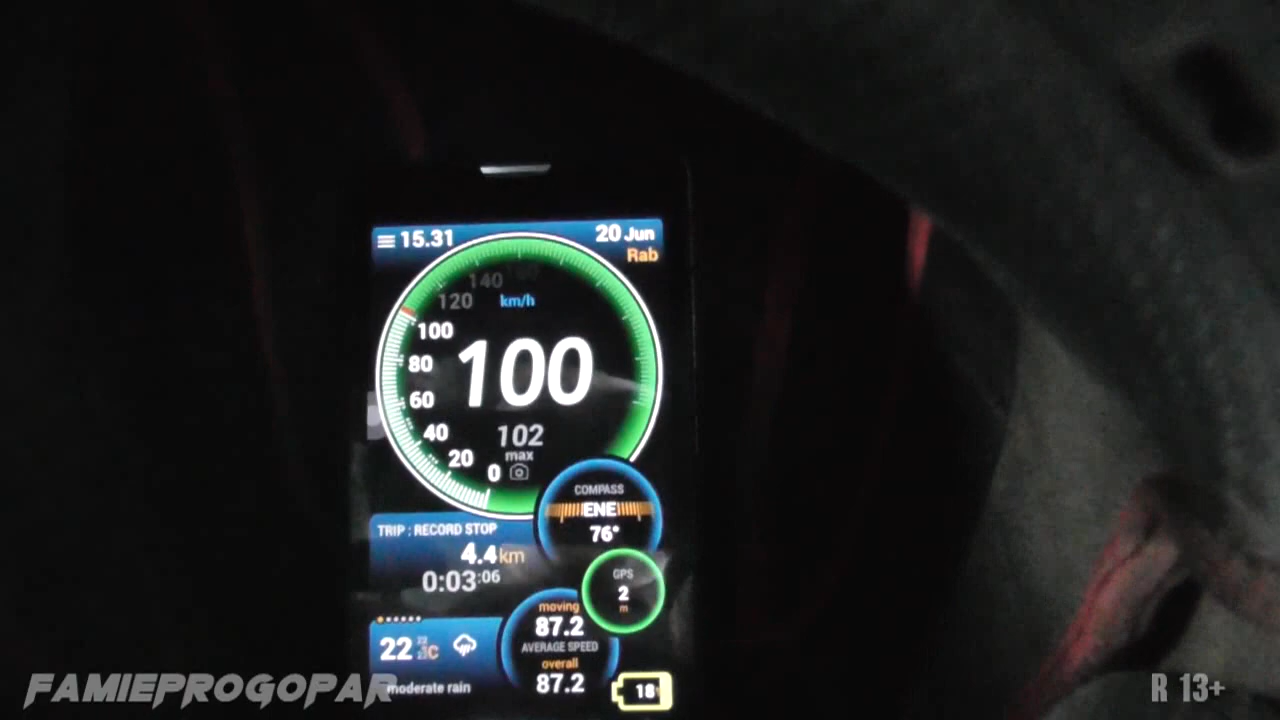 15.31
20 Jun
Rab
140
120
km/h
100
80
60
40
20
0
100
102
max
COMPASS
ENE
76°
TRIP : RECORD STOP
4.4 km
0:03:06
GPS
2
m
moving
87.2
AVERAGE SPEED
overall
87.2
22
°C
moderate rain
18
FAMIEPROGOPAR
R 13+